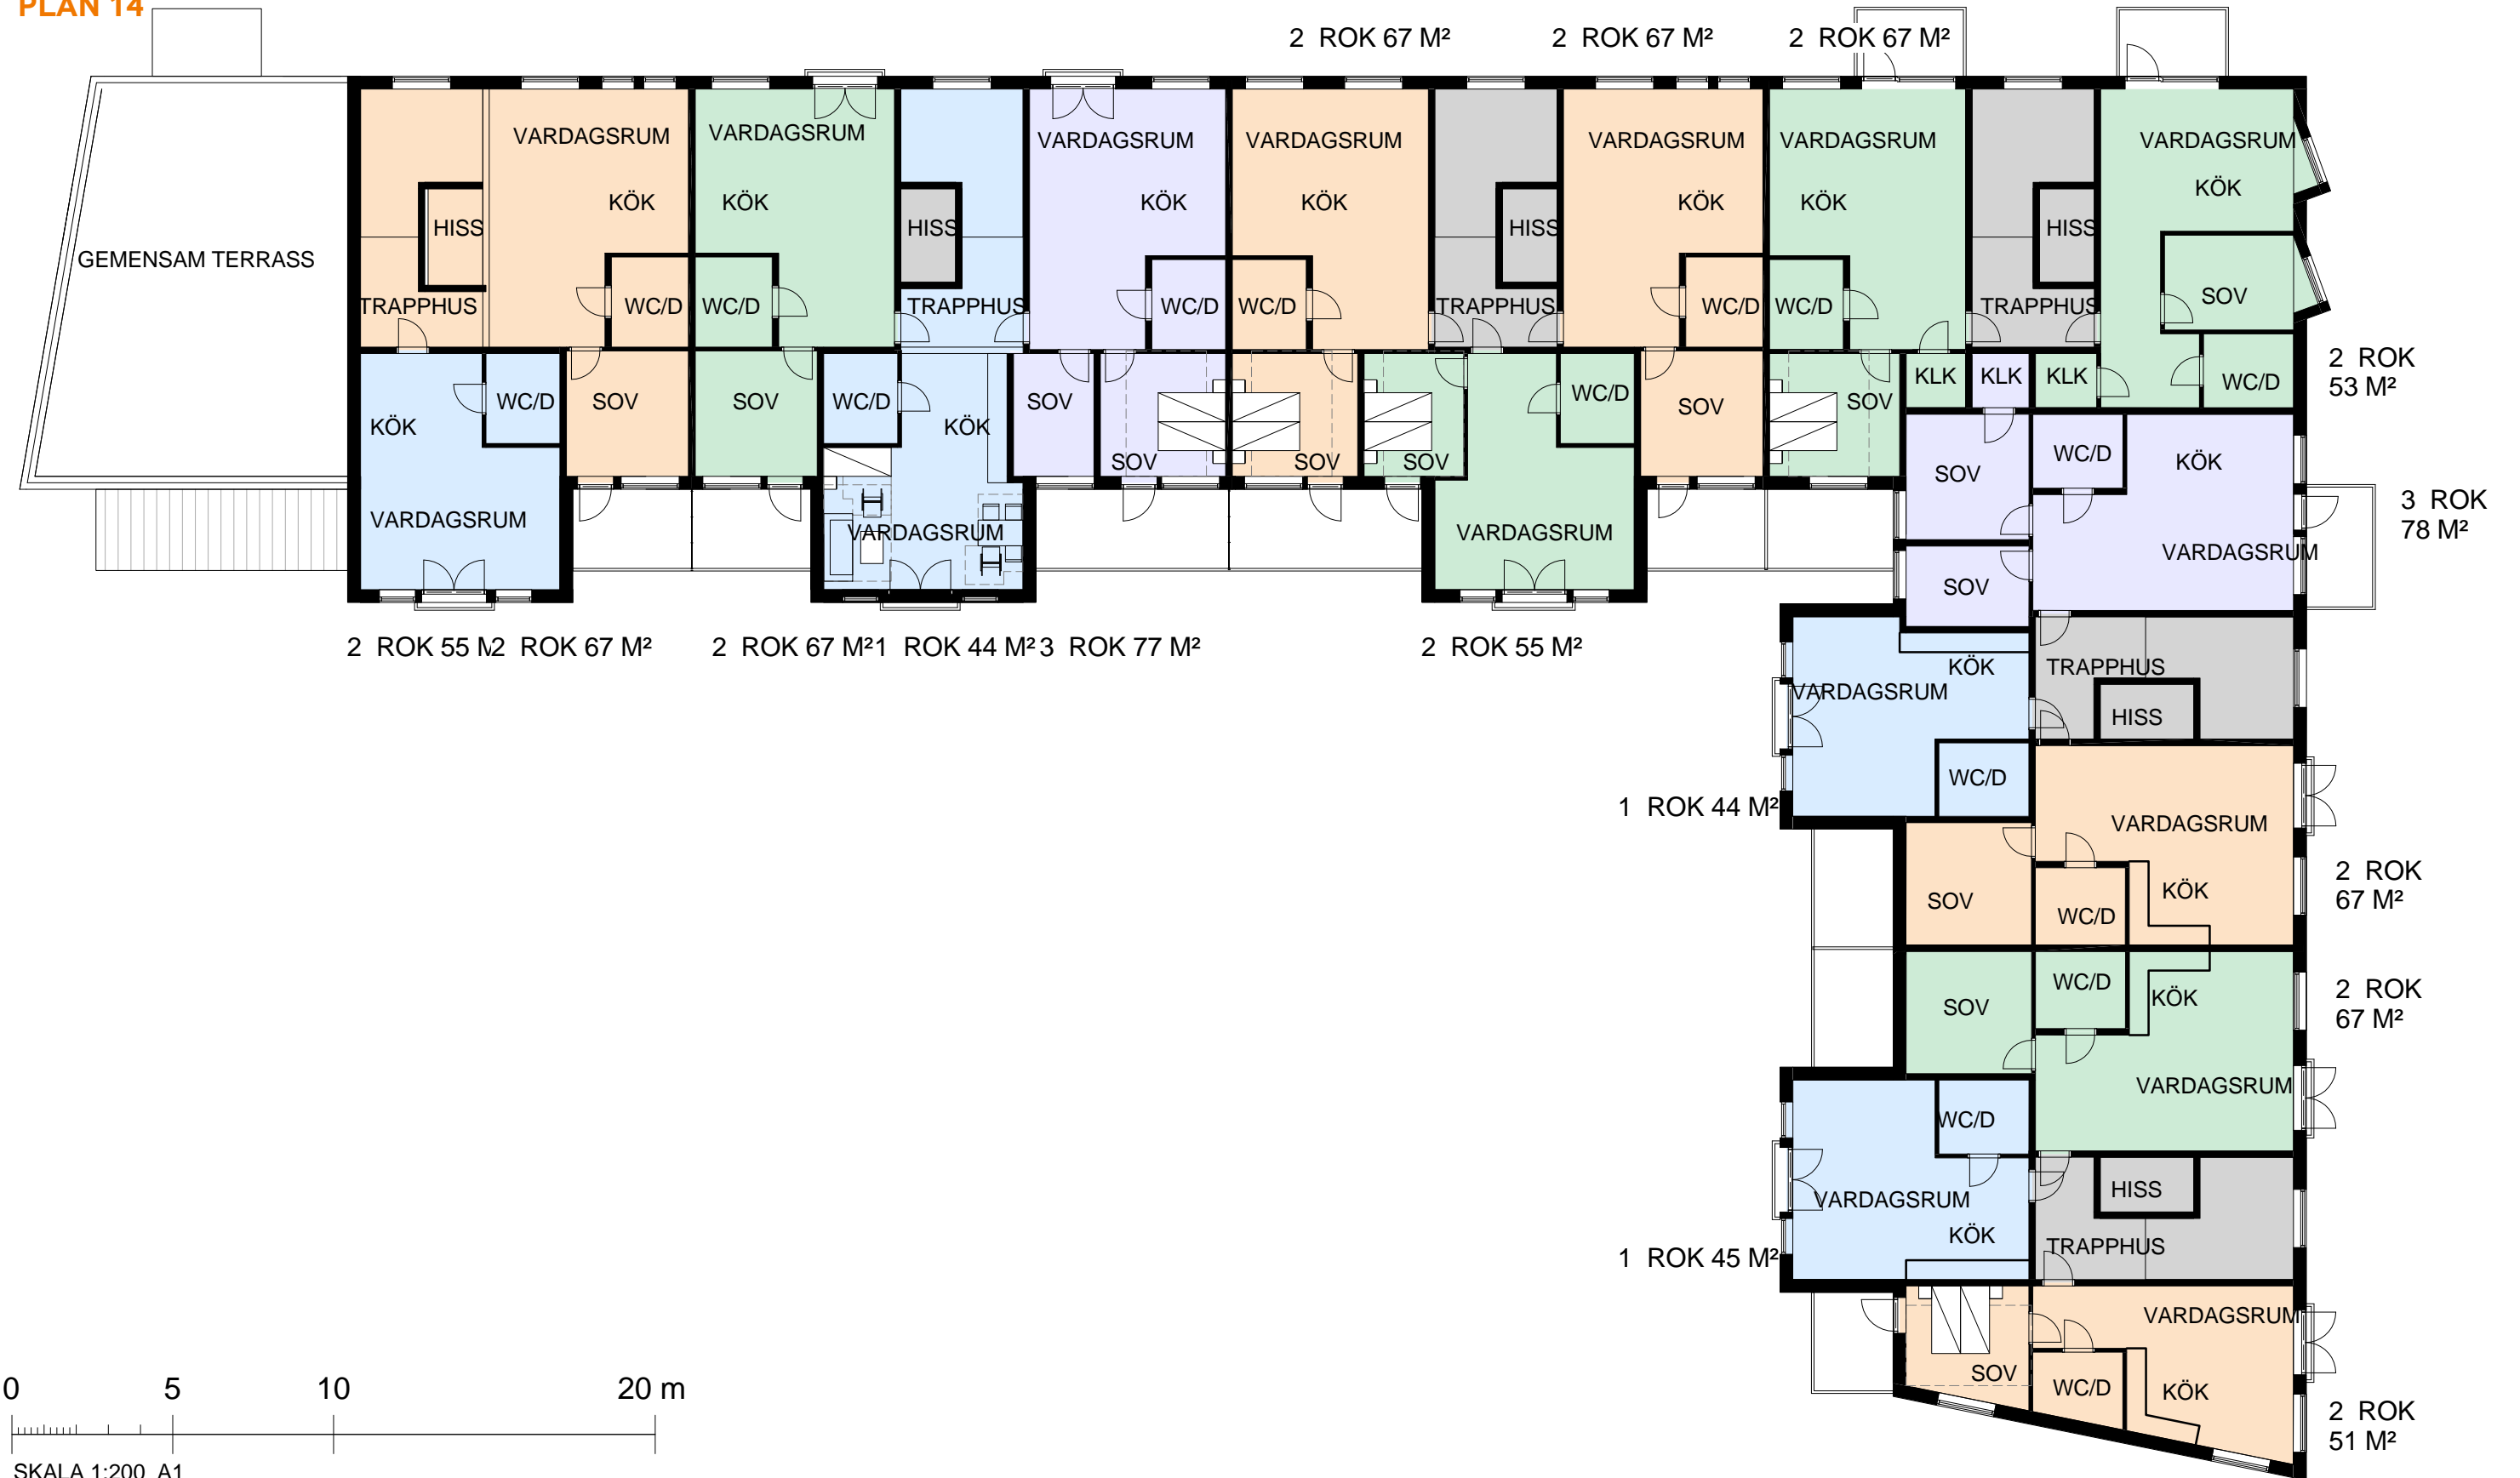 PLAN 14
2 ROK 67 M²
2 ROK 67 M²
2 ROK 67 M²
VARDAGSRUM
VARDAGSRUM
VARDAGSRUM
VARDAGSRUM
VARDAGSRUM
VARDAGSRUM
VARDAGSRUM
KÖK
KÖK
KÖK
KÖK
KÖK
KÖK
KÖK
HISS
HISS
HISS
HISS
GEMENSAM TERRASS
SOV
TRAPPHUS
WC/D
WC/D
TRAPPHUS
WC/D
WC/D
TRAPPHUS
WC/D
WC/D
TRAPPHUS
2 ROK
53 M²
KÖK
WC/D
SOV
SOV
WC/D
KÖK
SOV
SOV
SOV
SOV
WC/D
SOV
SOV
KLK
KLK
KLK
WC/D
SOV
WC/D
KÖK
3 ROK
78 M²
VARDAGSRUM
VARDAGSRUM
VARDAGSRUM
VARDAGSRUM
SOV
2 ROK 55 M
2 ROK 67 M²
2 ROK 67 M²
1 ROK 44 M²
3 ROK 77 M²
2 ROK 55 M²
KÖK
TRAPPHUS
VARDAGSRUM
HISS
WC/D
1 ROK 44 M²
VARDAGSRUM
2 ROK
67 M²
KÖK
SOV
WC/D
WC/D
KÖK
SOV
2 ROK
67 M²
VARDAGSRUM
WC/D
VARDAGSRUM
HISS
KÖK
TRAPPHUS
1 ROK 45 M²
VARDAGSRUM
SOV
WC/D
KÖK
2 ROK
51 M²
0 5 10 20 m
SKALA 1:200 A1